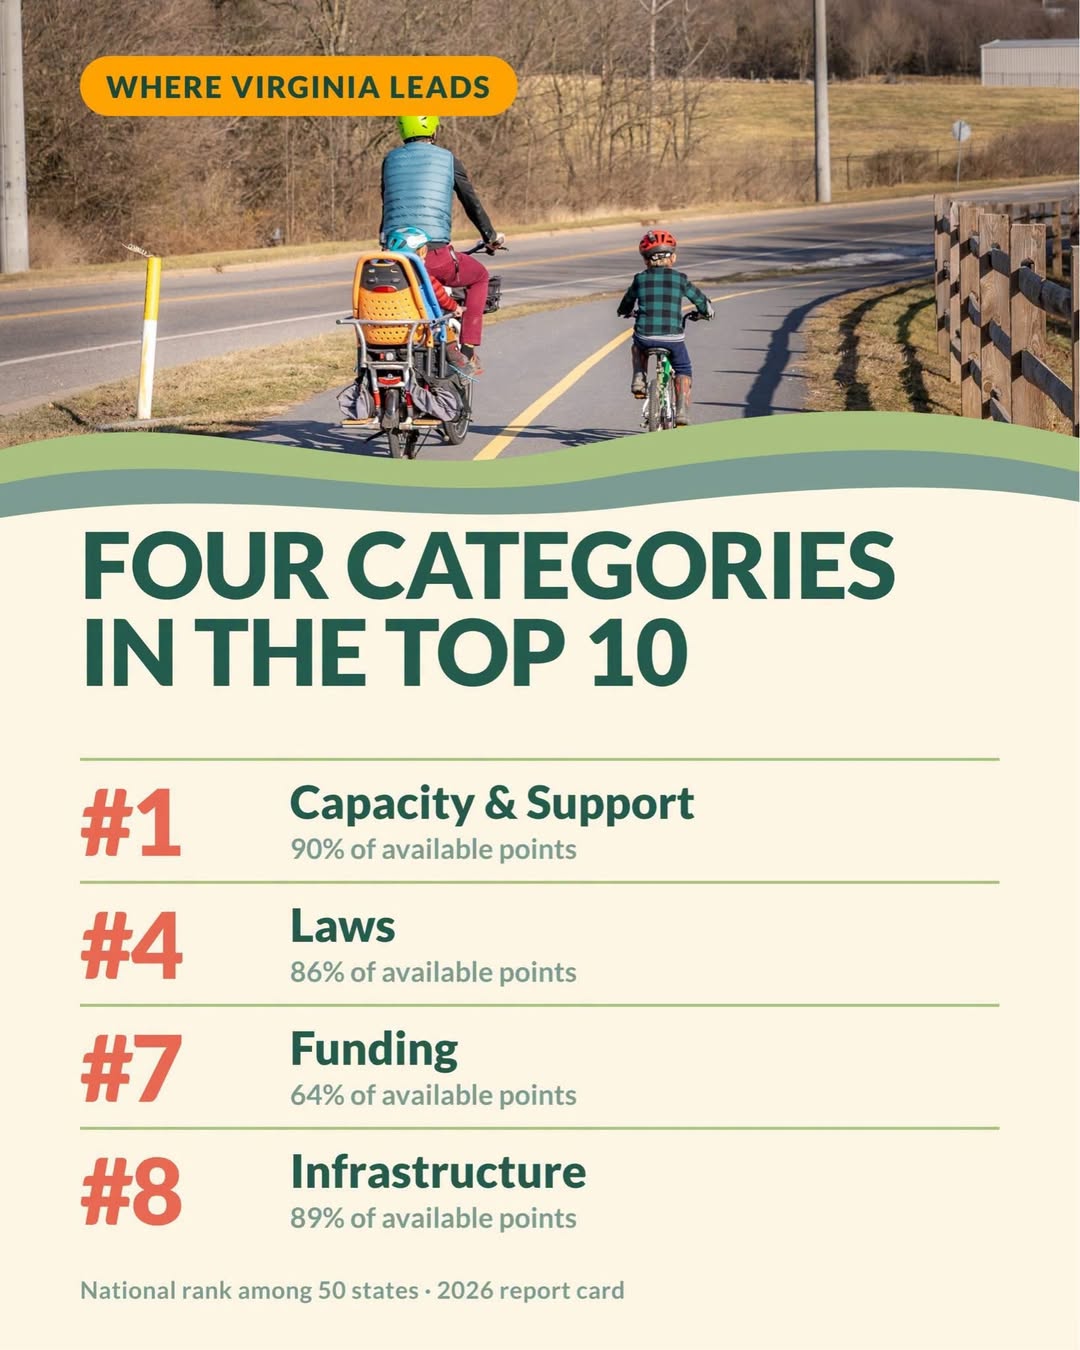 WHERE VIRGINIA LEADS
FOUR CATEGORIES
IN THE TOP 10
#1
Capacity & Support
90% of available points
#4
Laws
86% of available points
#7
Funding
64% of available points
#8
Infrastructure
89% of available points
National rank among 50 states · 2026 report card